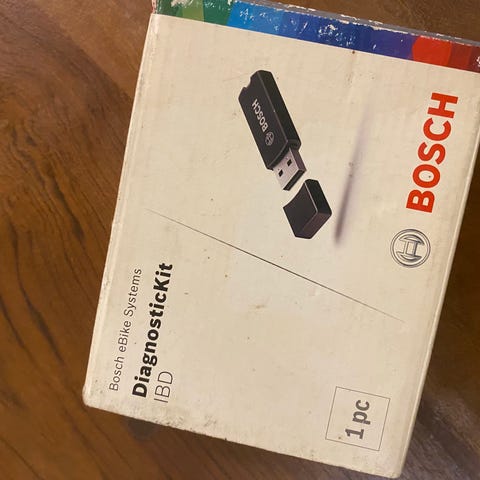 BOSCH
BOSCH
Bosch eBike Systems
DiagnosticKit
IBD
1 pc